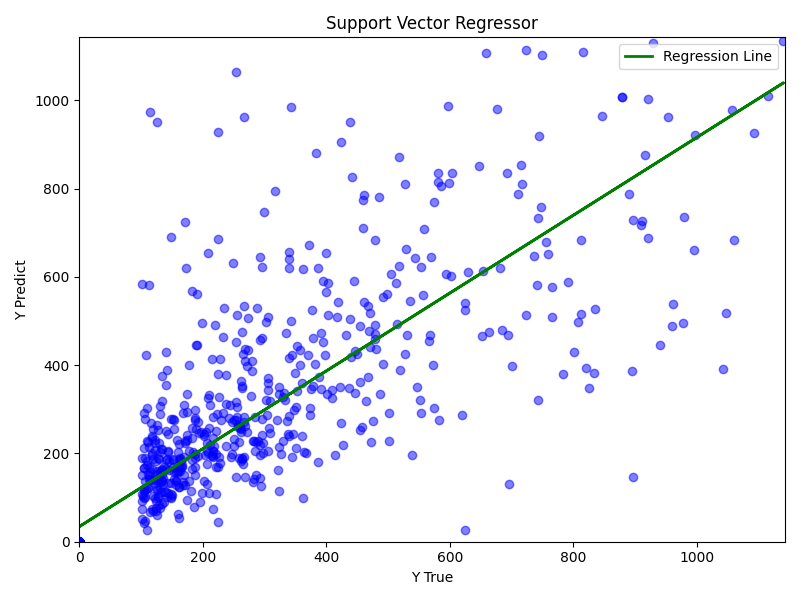 Support Vector Regressor
Regression Line
Y Predict
1000
800
600
400
200
0
0 200 400 600 800 1000
Y True